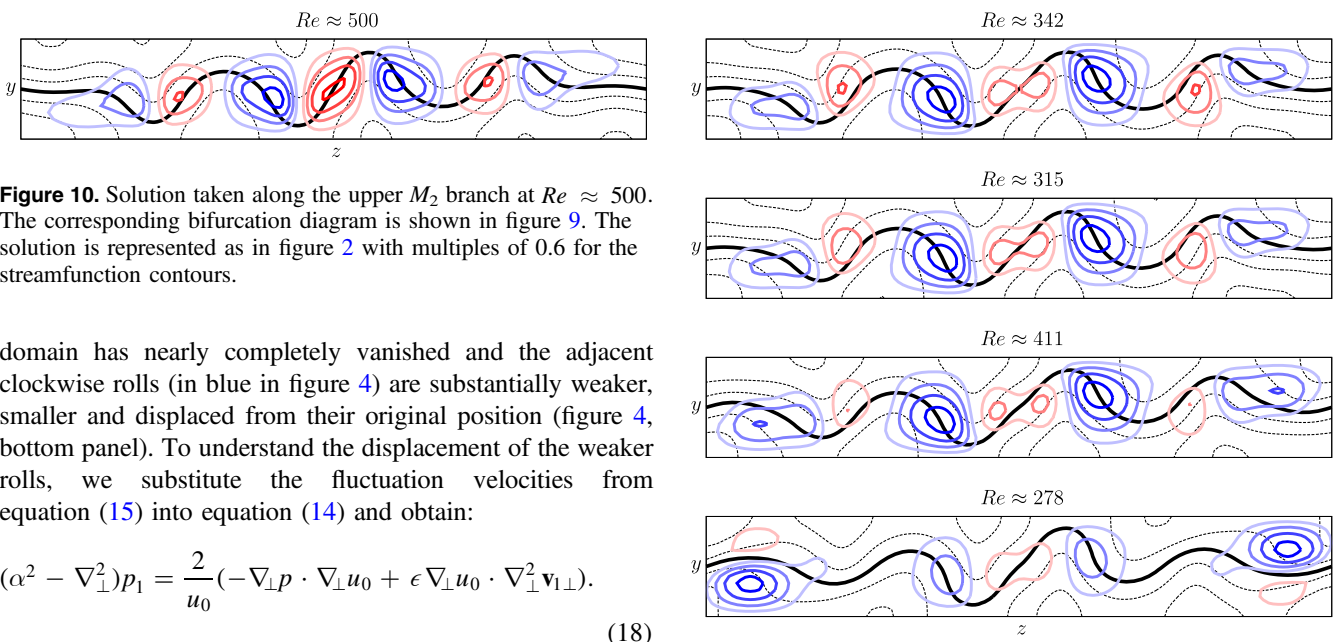 Re ≈ 500
y
z
Figure 10. Solution taken along the upper M₂ branch at Re ≈ 500.
The corresponding bifurcation diagram is shown in figure 9. The
solution is represented as in figure 2 with multiples of 0.6 for the
streamfunction contours.
domain has nearly completely vanished and the adjacent
clockwise rolls (in blue in figure 4) are substantially weaker,
smaller and displaced from their original position (figure 4,
bottom panel). To understand the displacement of the weaker
rolls, we substitute the fluctuation velocities from
equation (15) into equation (14) and obtain:
(α² − ∇²⊥)p₁ = 2/u₀ (−∇⊥p · ∇⊥u₀ + ϵ∇⊥u₀ · ∇²⊥v₁⊥).
(18)
Re ≈ 342
y
Re ≈ 315
y
Re ≈ 411
y
Re ≈ 278
y
z